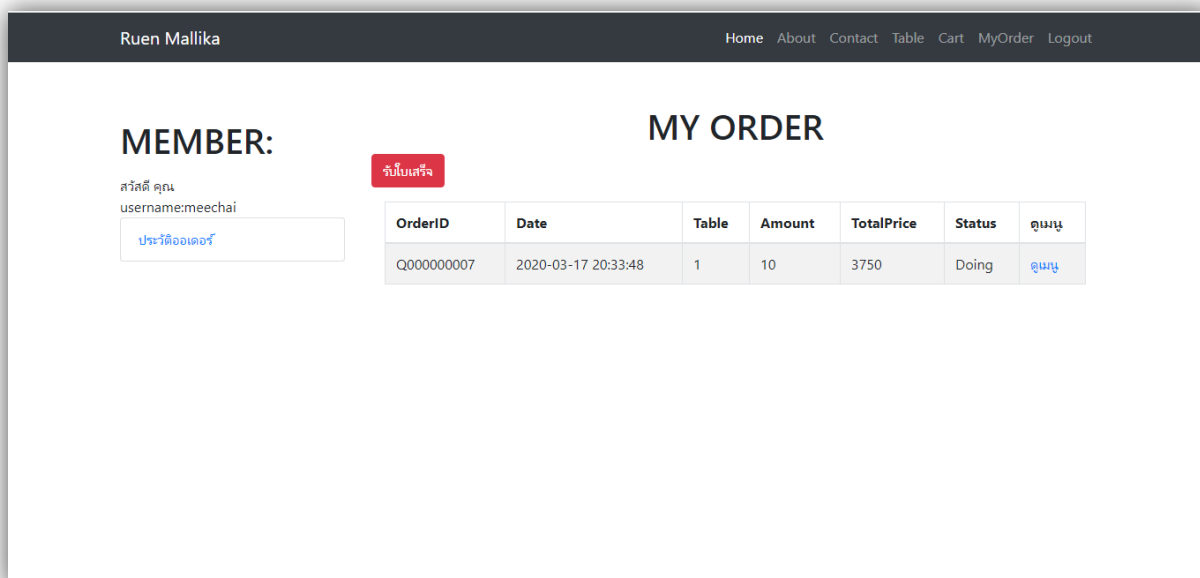 Ruen Mallika
Home About Contact Table Cart MyOrder Logout
MEMBER:
สวัสดี คุณ
username:meechai
ประวัติออเดอร์
MY ORDER
รับใบเสร็จ
OrderID Date Table Amount TotalPrice Status ดูเมนู
Q000000007 2020-03-17 20:33:48 1 10 3750 Doing ดูเมนู